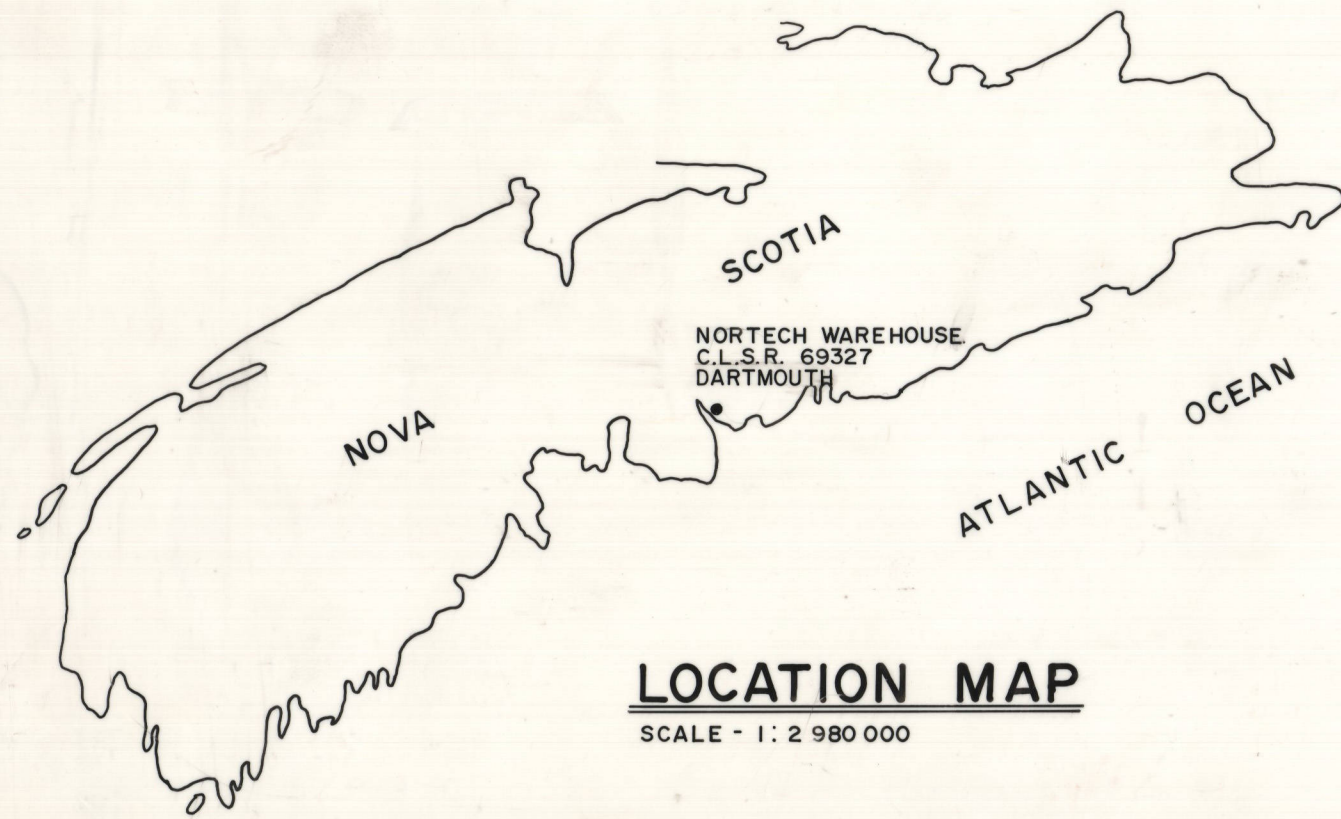 SCOTIA
NORTECH WAREHOUSE.
C.L.S.R. 69327
DARTMOUTH
NOVA
ATLANTIC OCEAN
LOCATION MAP
SCALE - 1: 2 980 000